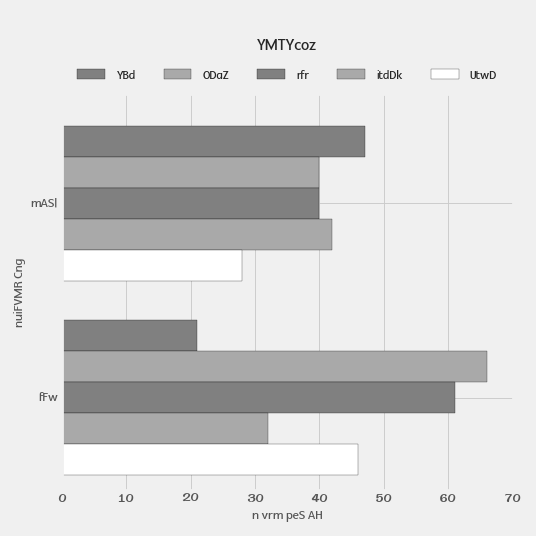 YMTYcoz
YBd ODaZ rfr itdDk UtwD
mASl
fFw
nuiFVMR Cng
0 10 20 30 40 50 60 70
n vrm peS AH